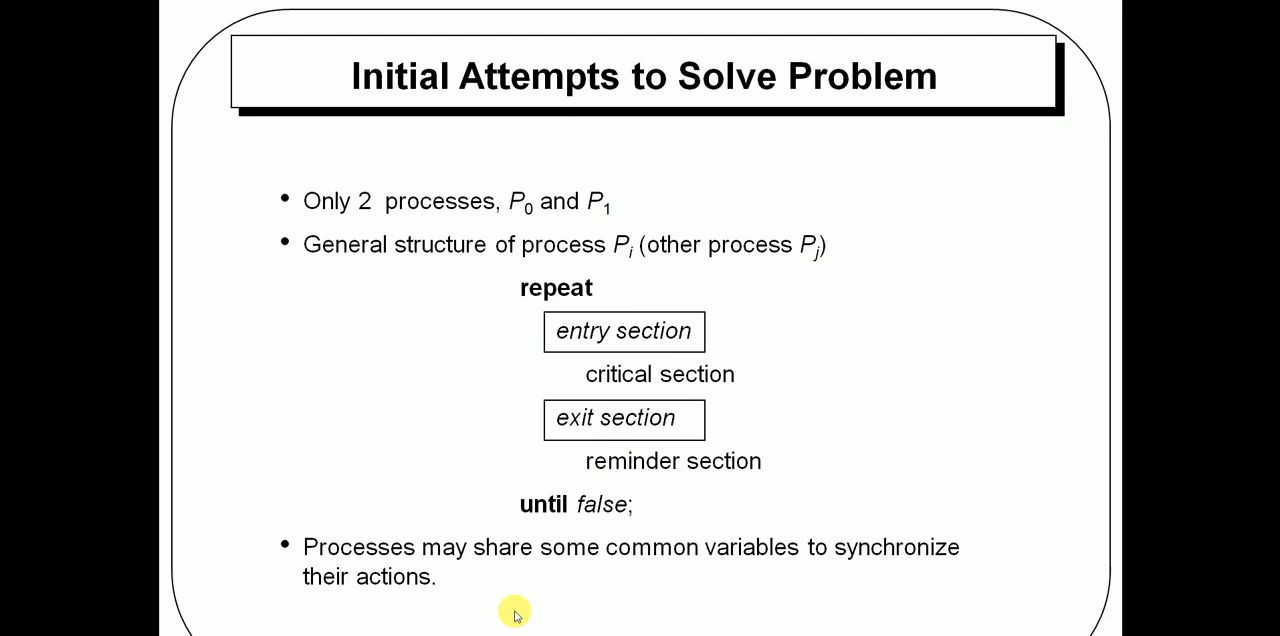 Initial Attempts to Solve Problem
• Only 2 processes, P0 and P1
• General structure of process Pi (other process Pj)
repeat
entry section
critical section
exit section
reminder section
until false;
• Processes may share some common variables to synchronize
their actions.